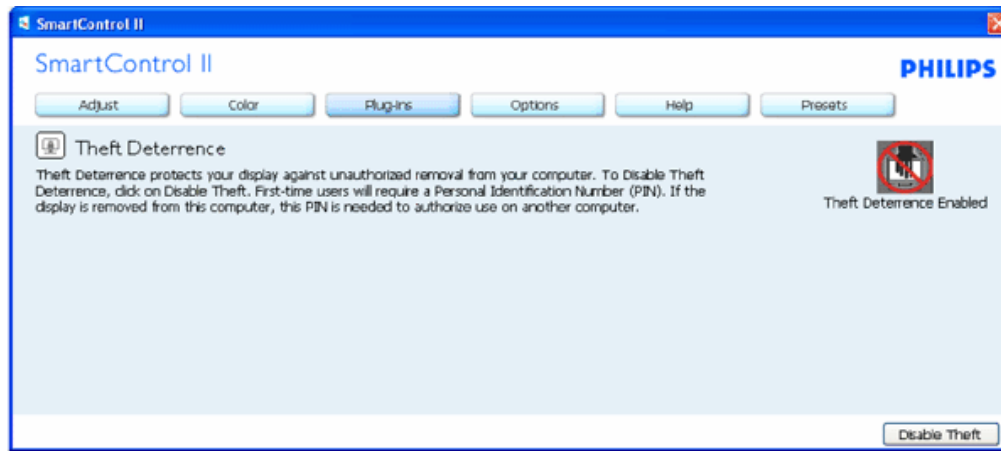 SmartControl II
SmartControl II
PHILIPS
Adjust
Color
Plug-ins
Options
Help
Presets
Theft Deterrence
Theft Deterrence protects your display against unauthorized removal from your computer. To Disable Theft
Deterrence, click on Disable Theft. First-time users will require a Personal Identification Number (PIN). If the
display is removed from this computer, this PIN is needed to authorize use on another computer.
Theft Deterrence Enabled
Disable Theft